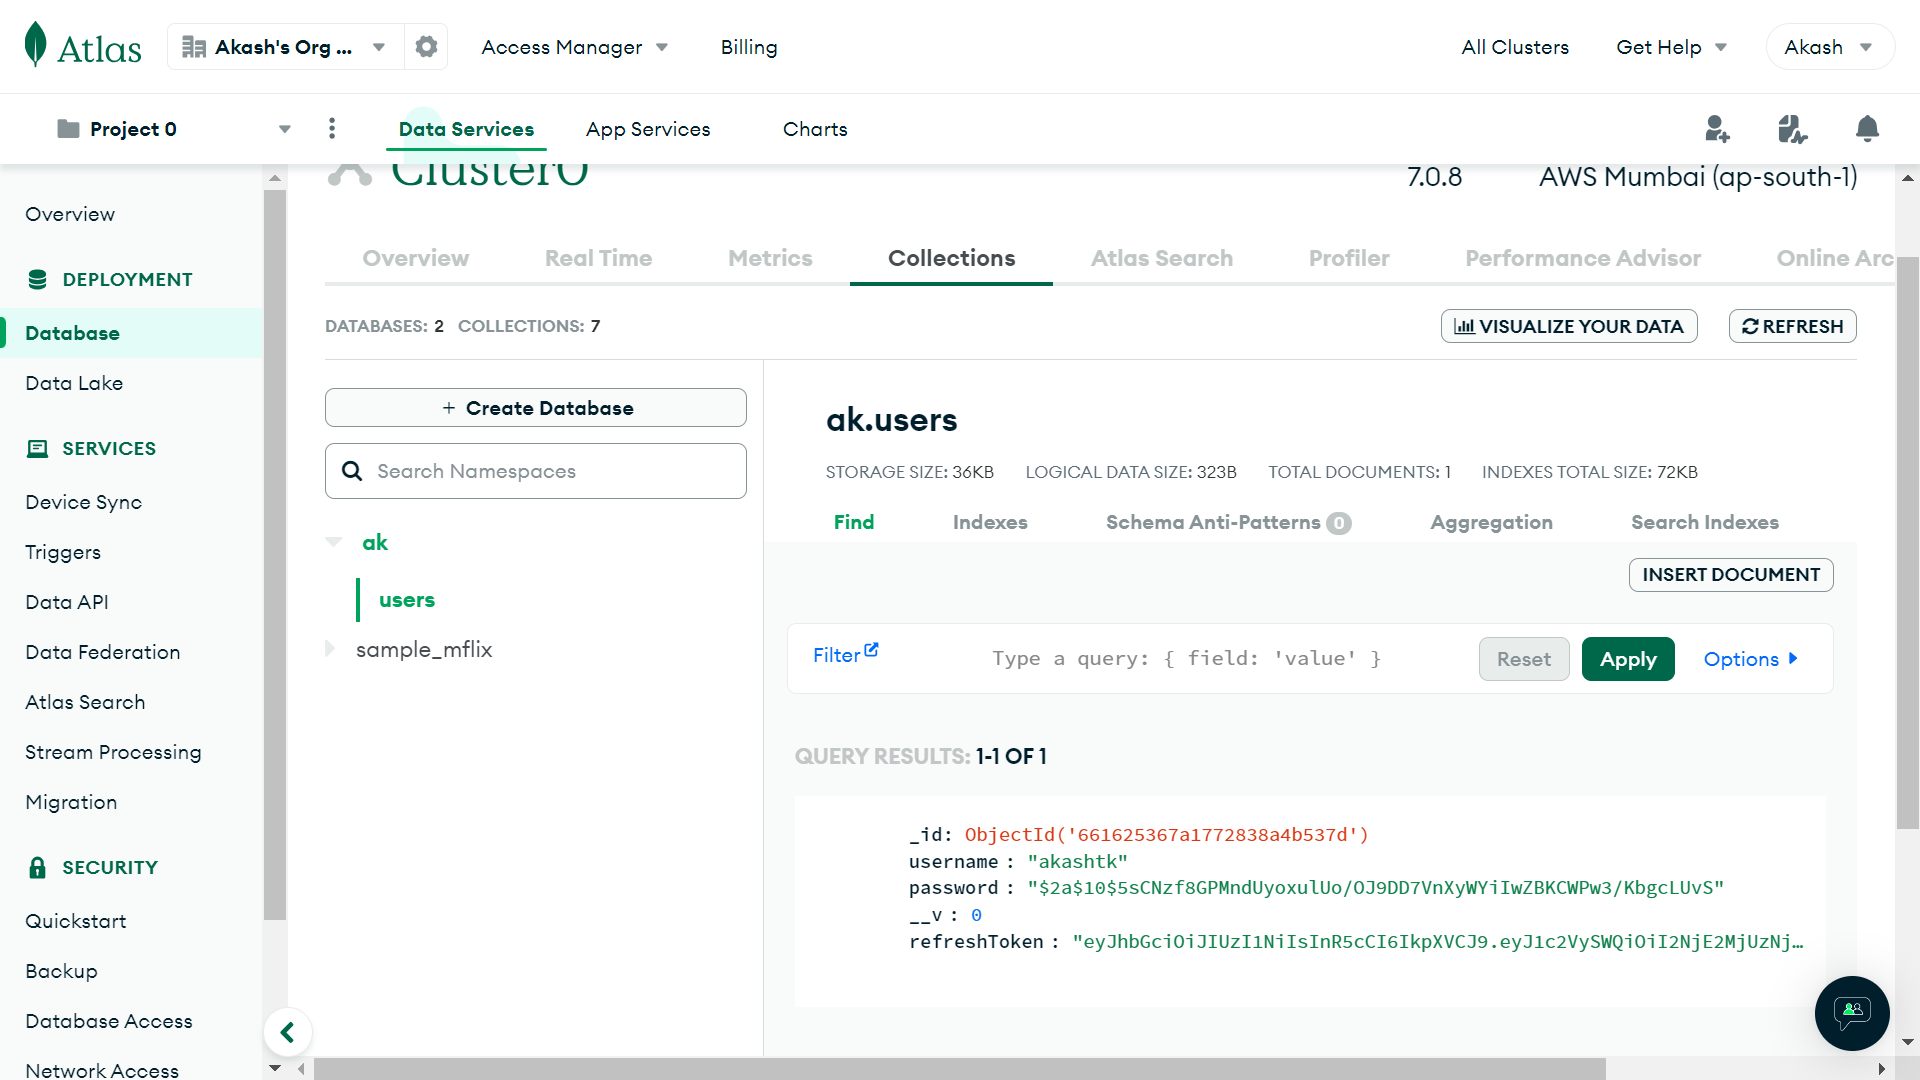 Atlas
Akash's Org ...
Access Manager
Billing
All Clusters
Get Help
Akash
Project 0
Data Services
App Services
Charts
Cluster0
7.0.8
AWS Mumbai (ap-south-1)
Overview
DEPLOYMENT
Database
Data Lake
SERVICES
Device Sync
Triggers
Data API
Data Federation
Atlas Search
Stream Processing
Migration
SECURITY
Quickstart
Backup
Database Access
Network Access
Overview
Real Time
Metrics
Collections
Atlas Search
Profiler
Performance Advisor
Online Arc
DATABASES: 2 COLLECTIONS: 7
VISUALIZE YOUR DATA
REFRESH
+ Create Database
Search Namespaces
ak
users
sample_mflix
ak.users
STORAGE SIZE: 36KB LOGICAL DATA SIZE: 323B TOTAL DOCUMENTS: 1 INDEXES TOTAL SIZE: 72KB
Find
Indexes
Schema Anti-Patterns 0
Aggregation
Search Indexes
INSERT DOCUMENT
Filter
Type a query: { field: 'value' }
Reset
Apply
Options
QUERY RESULTS: 1-1 OF 1
_id: ObjectId('661625367a1772838a4b537d')
username : "akashtk"
password : "$2a$10$5sCNzf8GPMndUyoxulUo/OJ9DD7VnXyWYiIwZBKCWPw3/KbgcLUvS"
__v : 0
refreshToken : "eyJhbGciOiJIUzI1NiIsInR5cCI6IkpXVCJ9.eyJ1c2VySWQiOiI2NjE2MjUzNj…